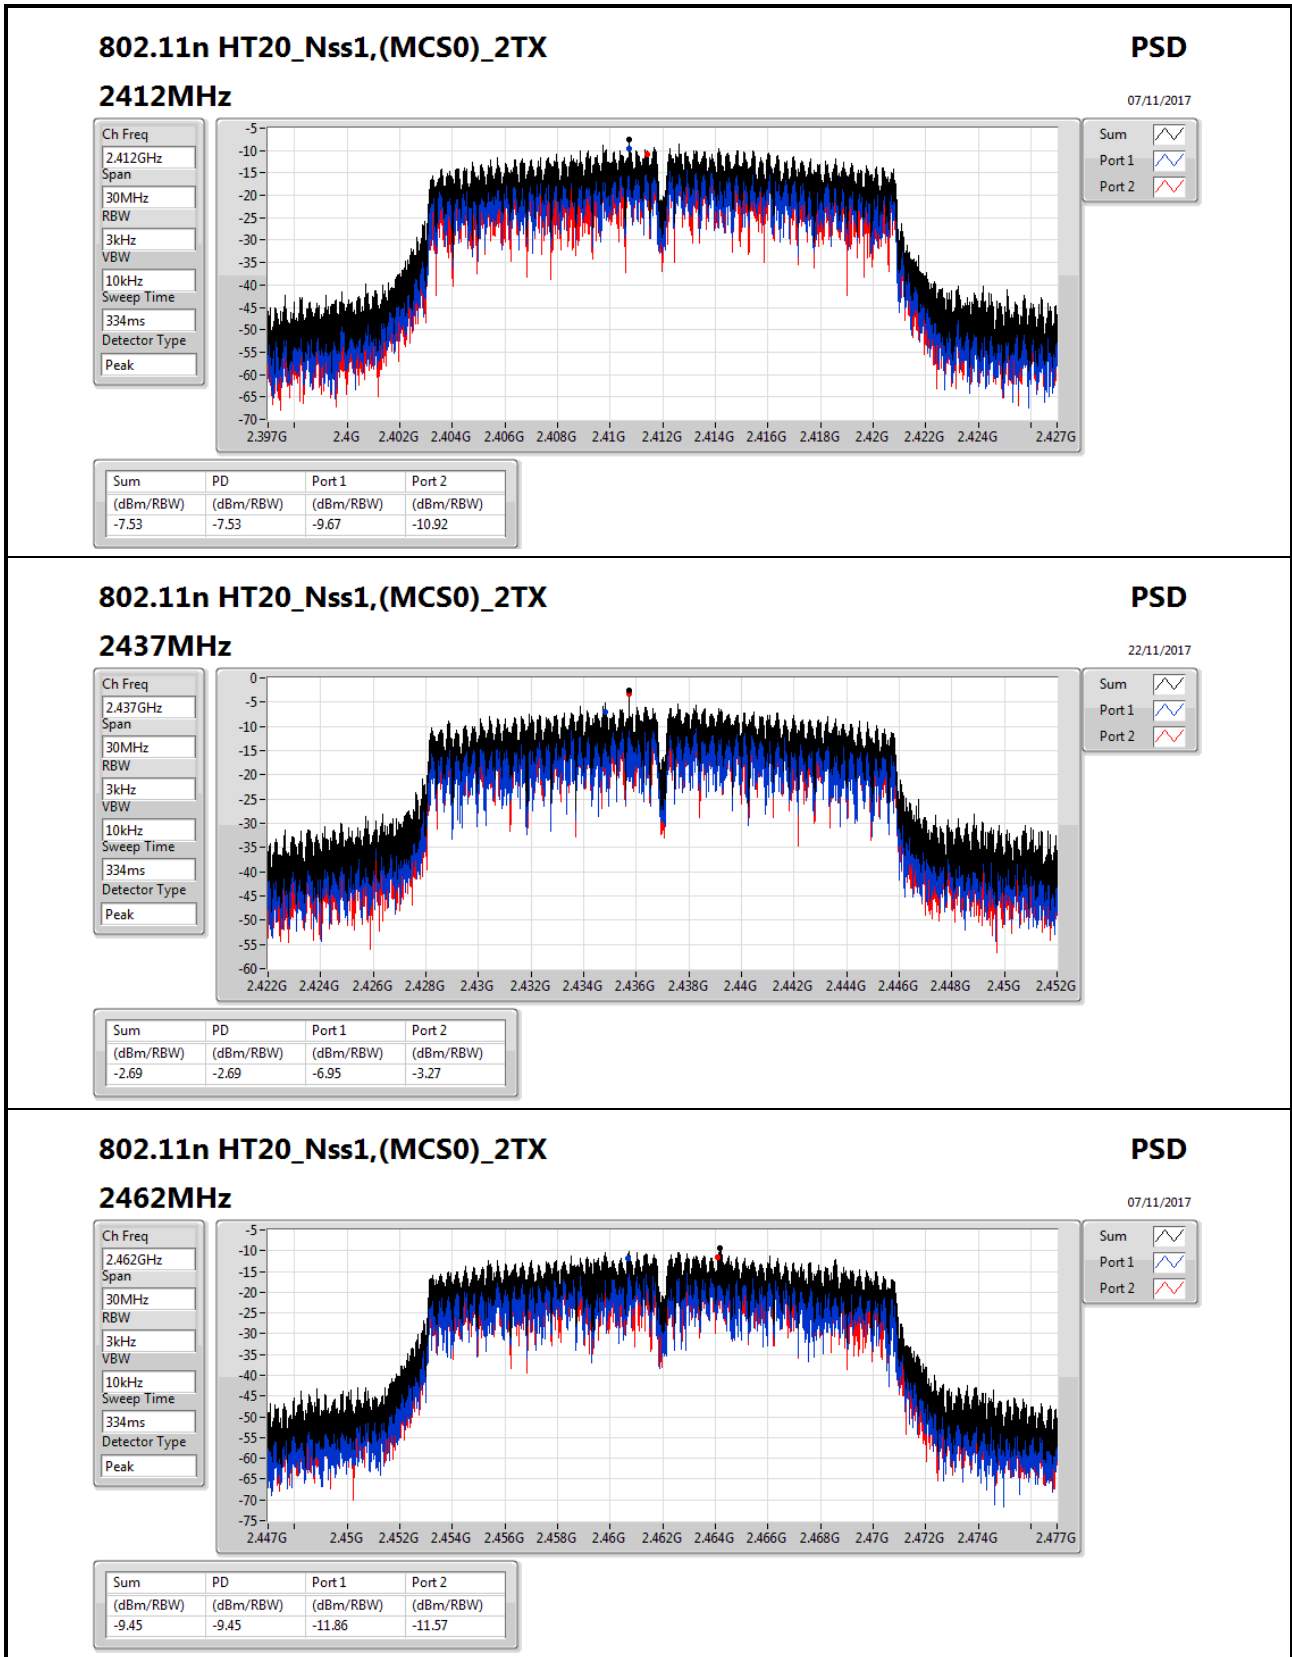 802.11n HT20_Nss1,(MCS0)_2TX PSD
2412MHz 07/11/2017
Ch Freq
2.412GHz
Span
30MHz
RBW
3kHz
VBW
10kHz
Sweep Time
334ms
Detector Type
Peak
-5
-10
-15
-20
-25
-30
-35
-40
-45
-50
-55
-60
-65
-70
2.397G 2.4G 2.402G 2.404G 2.406G 2.408G 2.41G 2.412G 2.414G 2.416G 2.418G 2.42G 2.422G 2.424G 2.427G
Sum
Port 1
Port 2
Sum PD Port 1 Port 2
(dBm/RBW) (dBm/RBW) (dBm/RBW) (dBm/RBW)
-7.53 -7.53 -9.67 -10.92
802.11n HT20_Nss1,(MCS0)_2TX PSD
2437MHz 22/11/2017
Ch Freq
2.437GHz
Span
30MHz
RBW
3kHz
VBW
10kHz
Sweep Time
334ms
Detector Type
Peak
0
-5
-10
-15
-20
-25
-30
-35
-40
-45
-50
-55
-60
2.422G 2.424G 2.426G 2.428G 2.43G 2.432G 2.434G 2.436G 2.438G 2.44G 2.442G 2.444G 2.446G 2.448G 2.45G 2.452G
Sum
Port 1
Port 2
Sum PD Port 1 Port 2
(dBm/RBW) (dBm/RBW) (dBm/RBW) (dBm/RBW)
-2.69 -2.69 -6.95 -3.27
802.11n HT20_Nss1,(MCS0)_2TX PSD
2462MHz 07/11/2017
Ch Freq
2.462GHz
Span
30MHz
RBW
3kHz
VBW
10kHz
Sweep Time
334ms
Detector Type
Peak
-5
-10
-15
-20
-25
-30
-35
-40
-45
-50
-55
-60
-65
-70
-75
2.447G 2.45G 2.452G 2.454G 2.456G 2.458G 2.46G 2.462G 2.464G 2.466G 2.468G 2.47G 2.472G 2.474G 2.477G
Sum
Port 1
Port 2
Sum PD Port 1 Port 2
(dBm/RBW) (dBm/RBW) (dBm/RBW) (dBm/RBW)
-9.45 -9.45 -11.86 -11.57